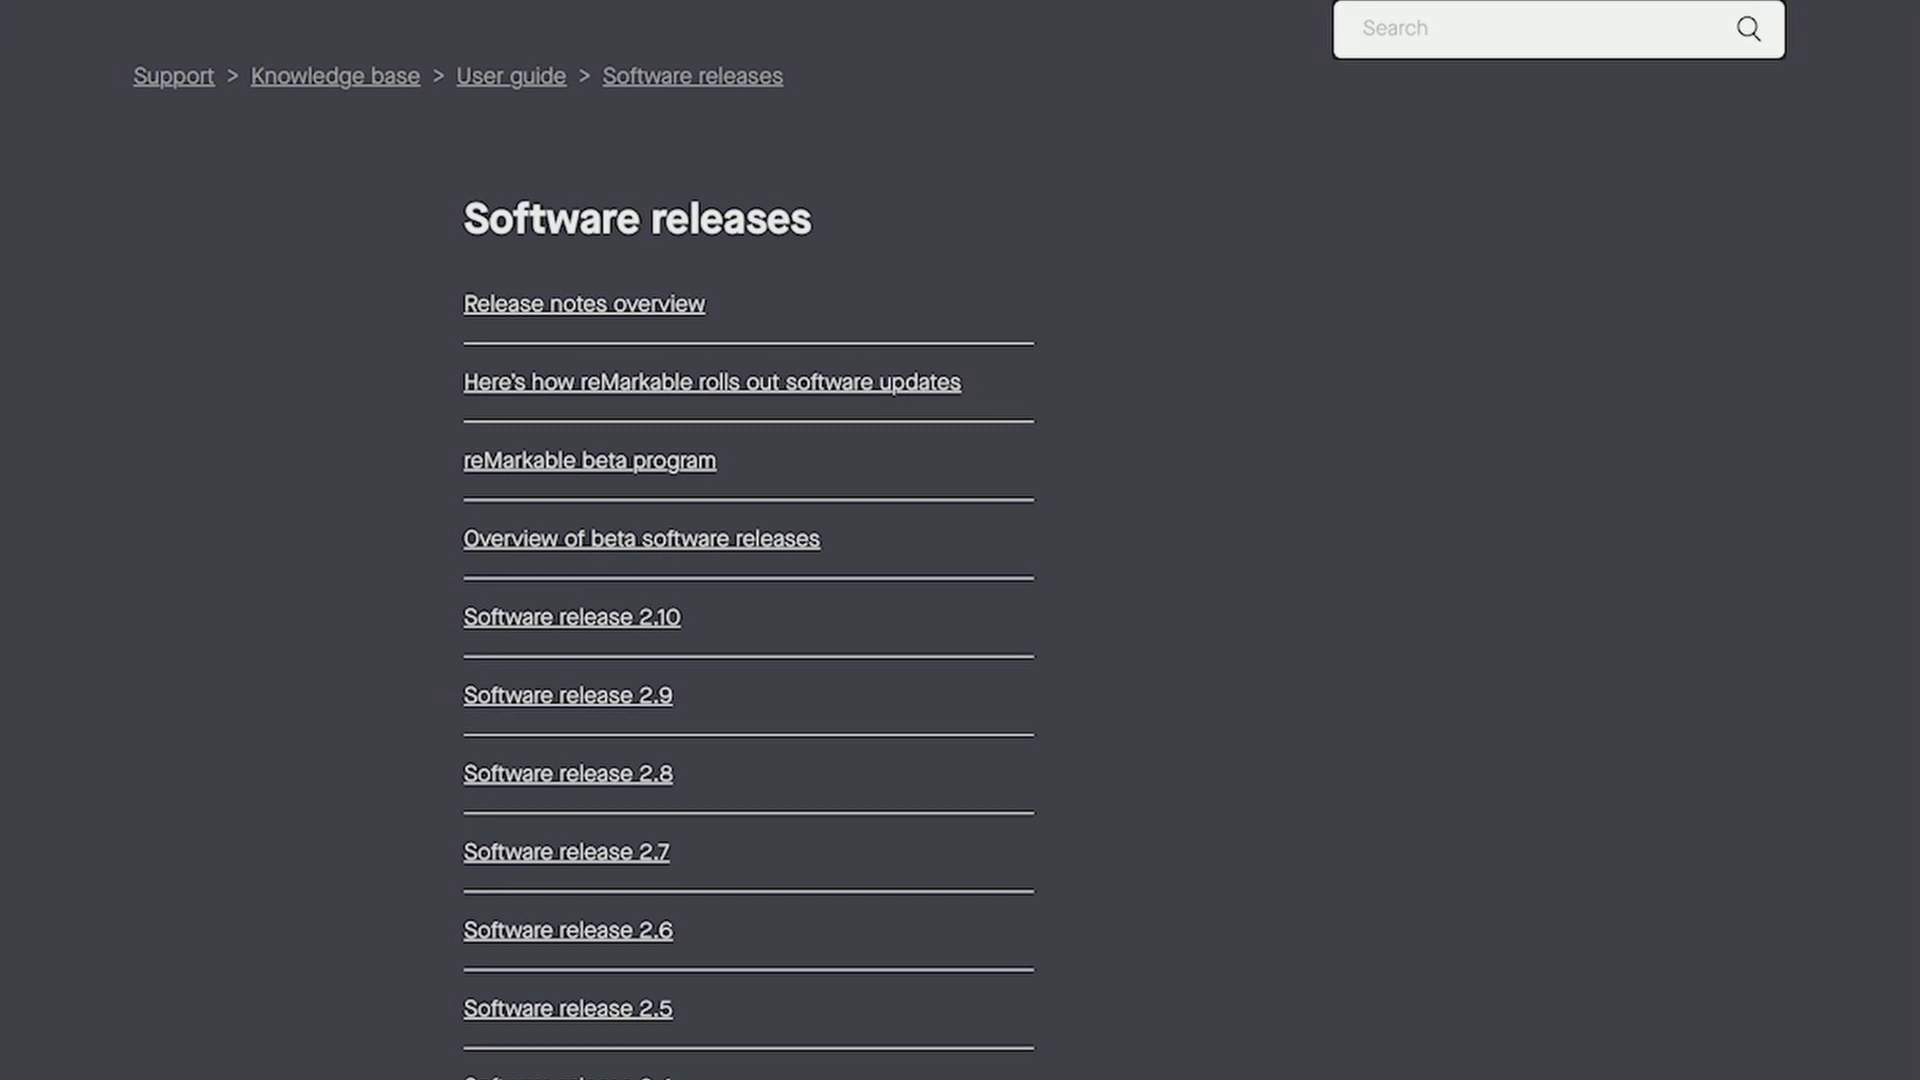 Search
Support > Knowledge base > User guide > Software releases
Software releases
Release notes overview
Here's how reMarkable rolls out software updates
reMarkable beta program
Overview of beta software releases
Software release 2.10
Software release 2.9
Software release 2.8
Software release 2.7
Software release 2.6
Software release 2.5